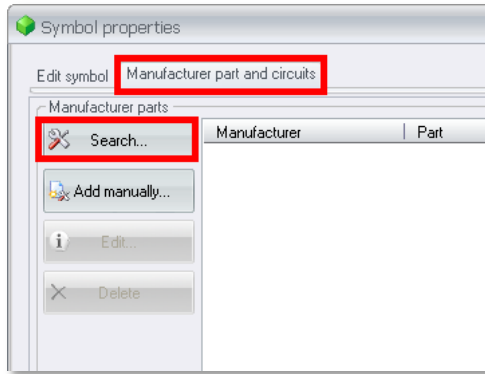 Symbol properties
Edit symbol Manufacturer part and circuits
Manufacturer parts
Search... Manufacturer Part
Add manually...
Edit...
Delete